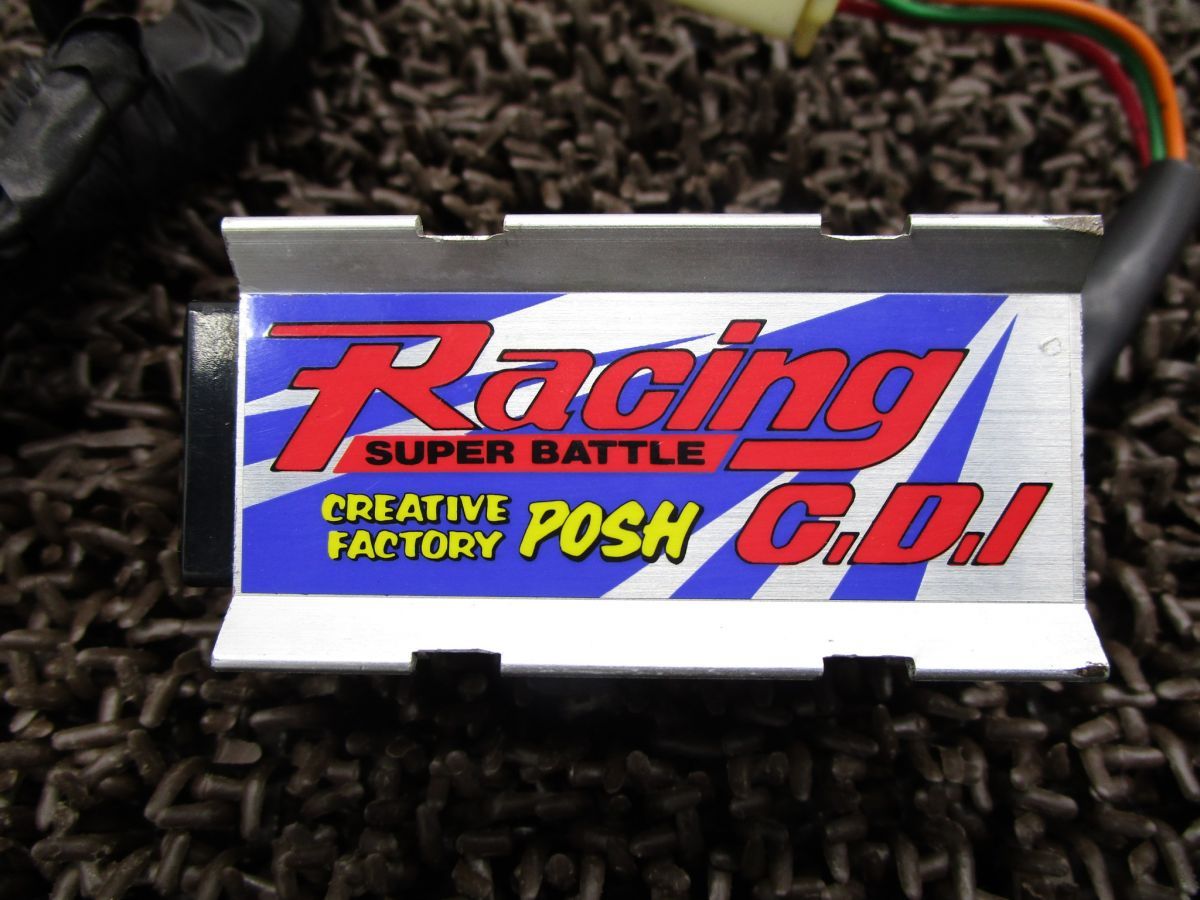 Racing
SUPER BATTLE
CREATIVE
FACTORY
POSH
C.D.I